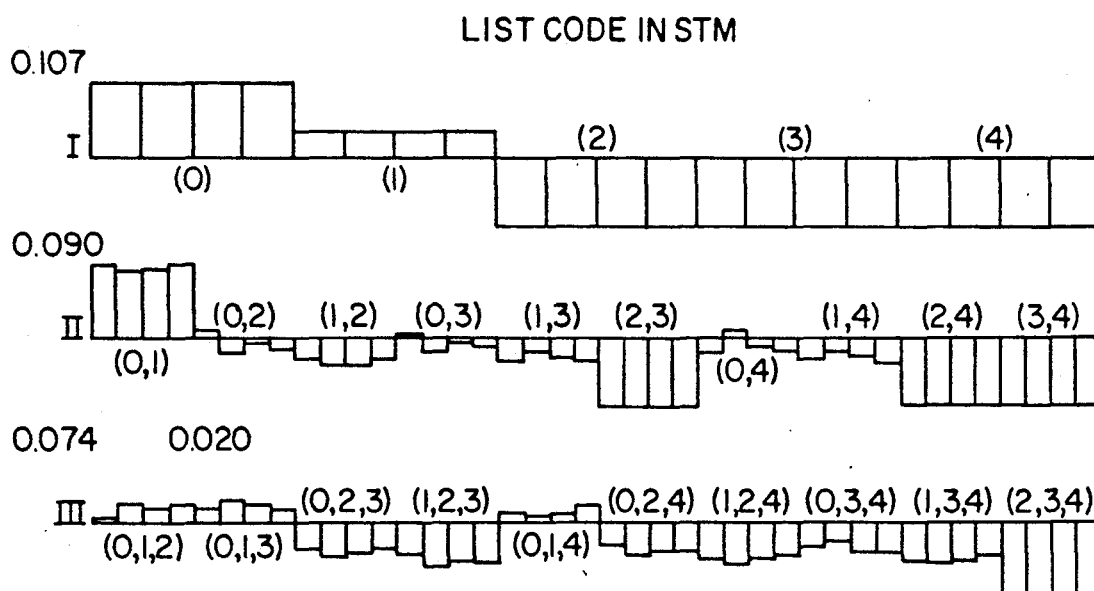 LIST CODE IN STM
0.107
I
(0) (1) (2) (3) (4)
0.090
II
(0,1) (0,2) (1,2) (0,3) (1,3) (2,3) (0,4) (1,4) (2,4) (3,4)
0.074 0.020
III
(0,1,2) (0,1,3) (0,2,3) (1,2,3) (0,1,4) (0,2,4) (1,2,4) (0,3,4) (1,3,4) (2,3,4)